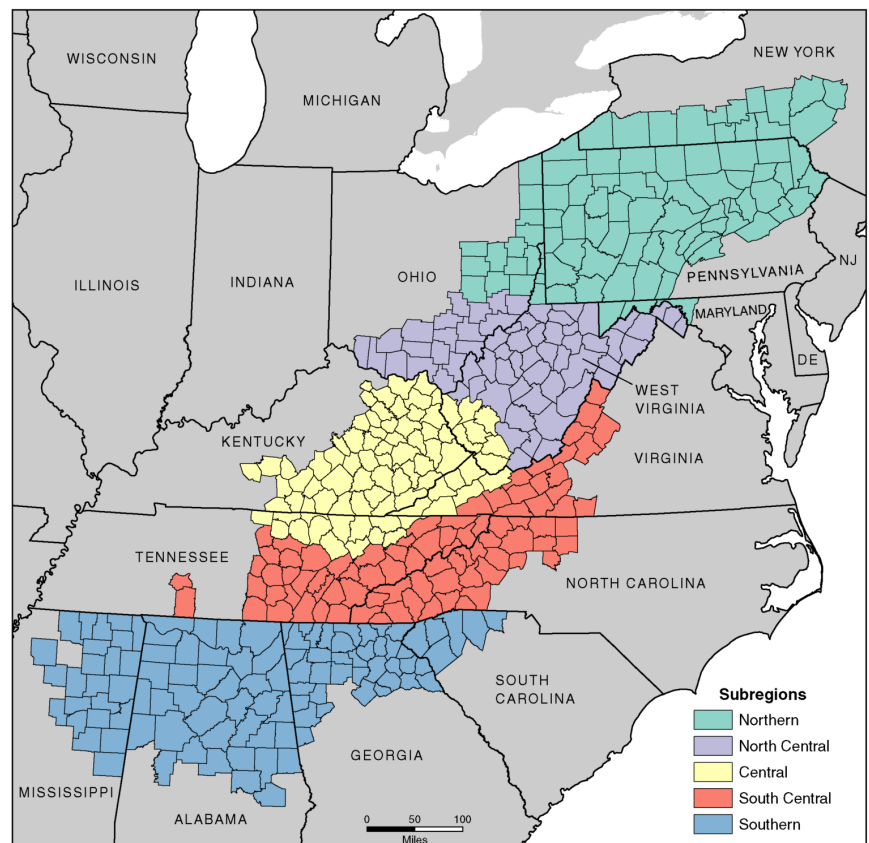 NEW YORK
WISCONSIN
MICHIGAN
PENNSYLVANIA
NJ
OHIO
ILLINOIS
INDIANA
MARYLAND
DE
WEST
VIRGINIA
KENTUCKY
VIRGINIA
TENNESSEE
NORTH CAROLINA
SOUTH
CAROLINA
GEORGIA
MISSISSIPPI
ALABAMA
0 50 100
Miles
Subregions
Northern
North Central
Central
South Central
Southern